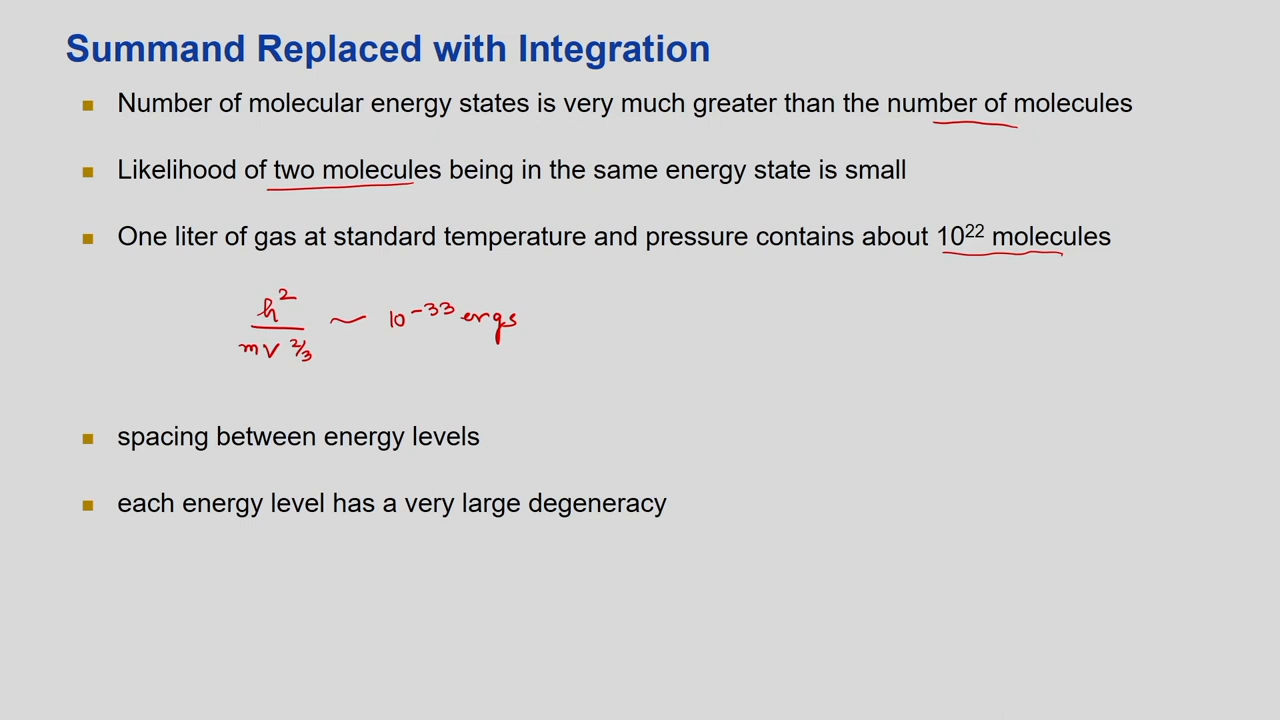 Summand Replaced with Integration
Number of molecular energy states is very much greater than the number of molecules
Likelihood of two molecules being in the same energy state is small
One liter of gas at standard temperature and pressure contains about 10²² molecules
h²
/ mV^2/3 ~ 10⁻³³ ergs
spacing between energy levels
each energy level has a very large degeneracy